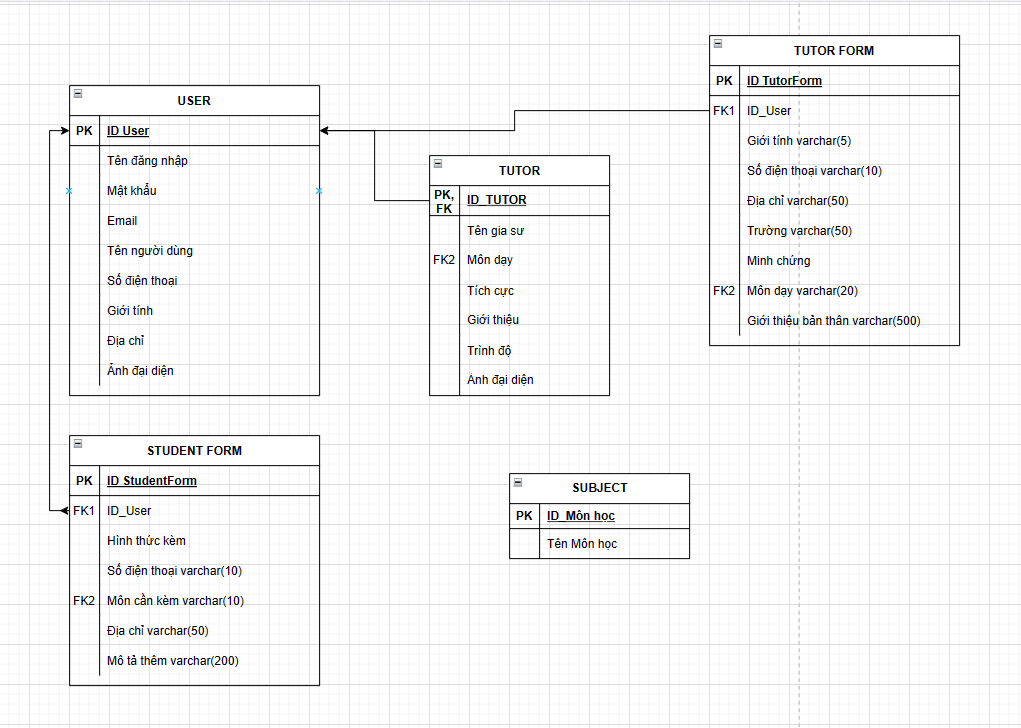 USER
PK ID User
Tên đăng nhập
Mật khẩu
Email
Tên người dùng
Số điện thoại
Giới tính
Địa chỉ
Ảnh đại diện
TUTOR
PK, FK ID_TUTOR
Tên gia sư
FK2 Môn dạy
Tích cực
Giới thiệu
Trình độ
Ảnh đại diện
TUTOR FORM
PK ID TutorForm
FK1 ID_User
Giới tính varchar(5)
Số điện thoại varchar(10)
Địa chỉ varchar(50)
Trường varchar(50)
Minh chứng
FK2 Môn dạy varchar(20)
Giới thiệu bản thân varchar(500)
STUDENT FORM
PK ID_StudentForm
FK1 ID_User
Hình thức kèm
Số điện thoại varchar(10)
FK2 Môn cần kèm varchar(10)
Địa chỉ varchar(50)
Mô tả thêm varchar(200)
SUBJECT
PK ID_Môn học
Tên Môn học